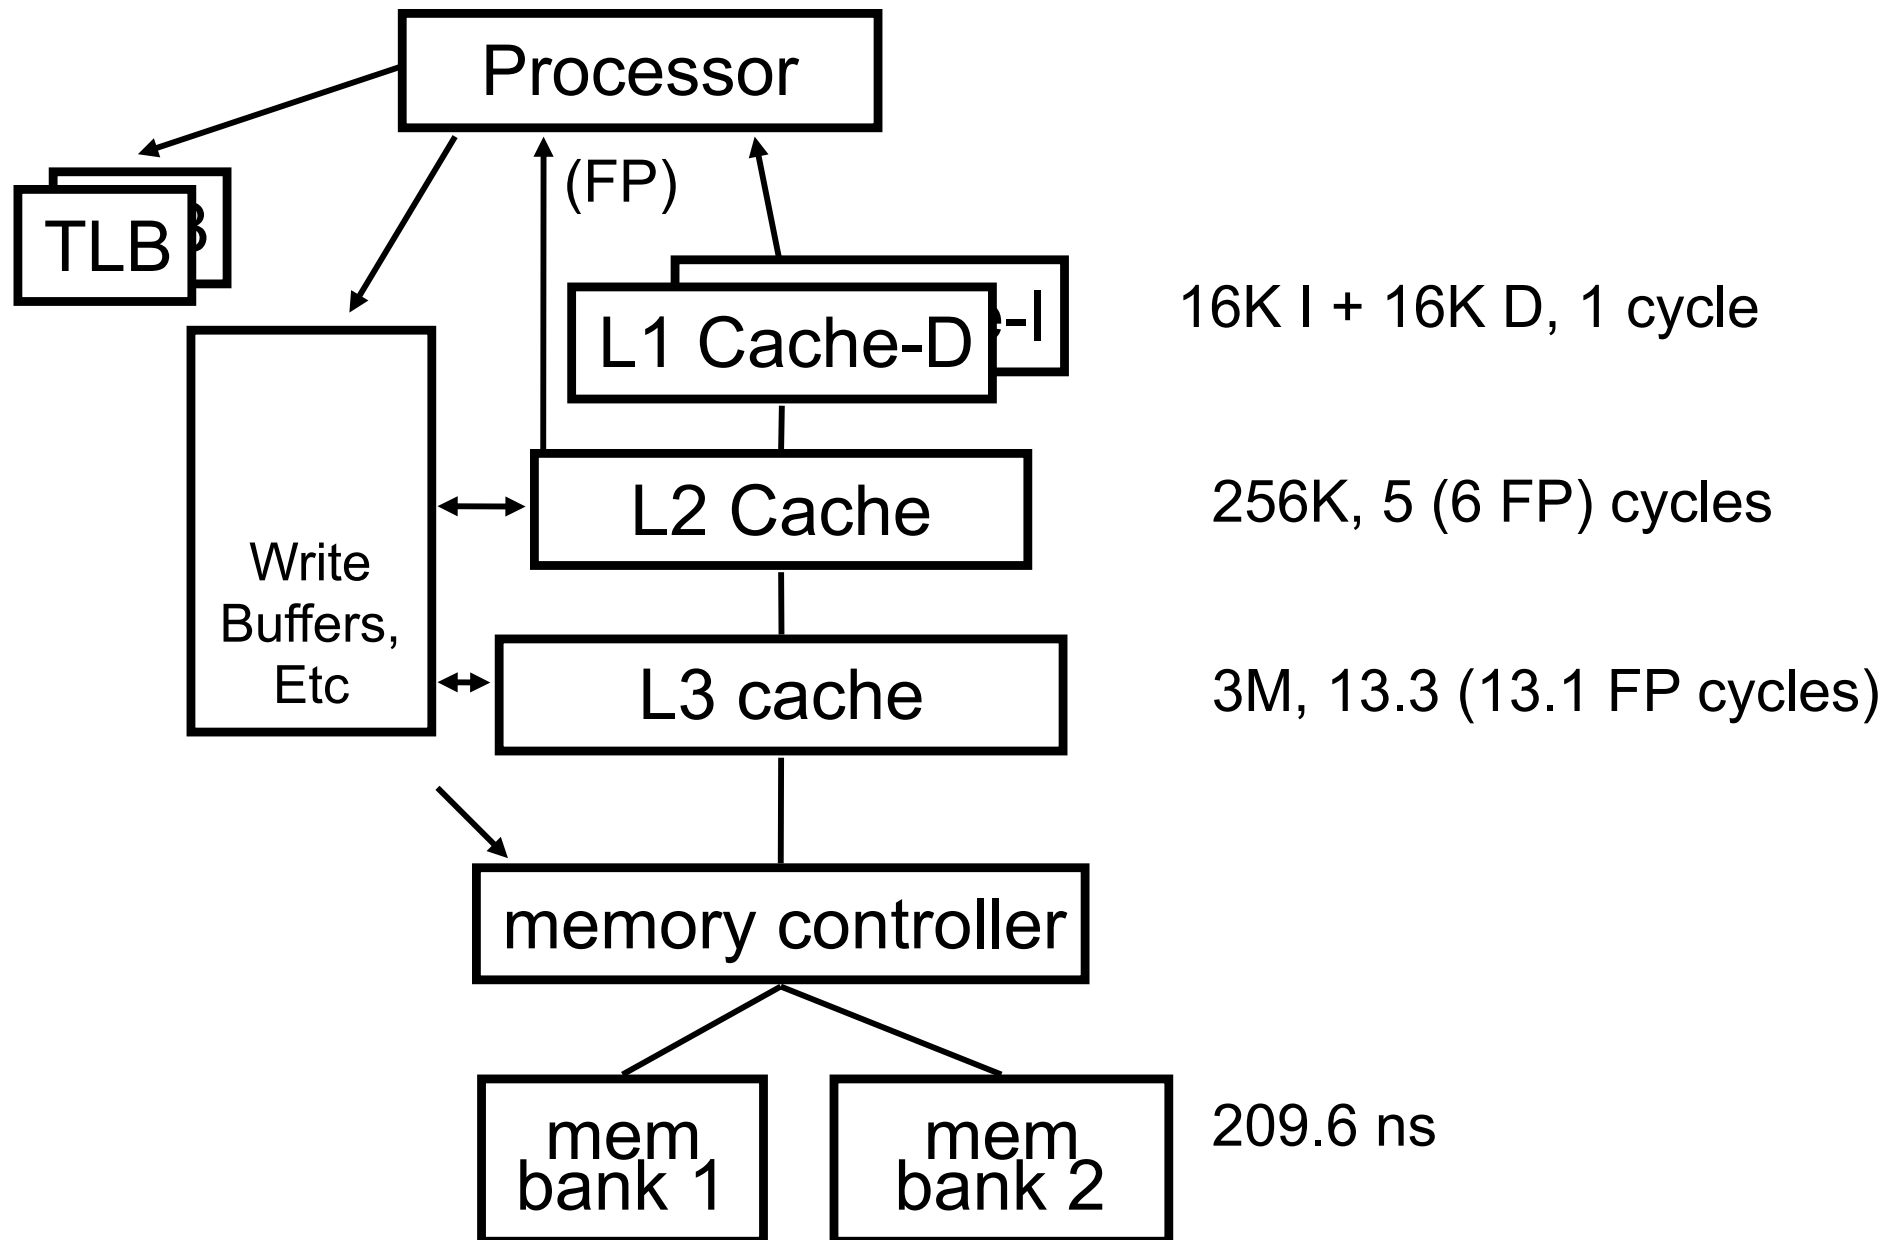 Processor
(FP)
TLB
B
L1 Cache-D
e-I
16K I + 16K D, 1 cycle
L2 Cache
256K, 5 (6 FP) cycles
Write
Buffers,
Etc
L3 cache
3M, 13.3 (13.1 FP cycles)
memory controller
mem
bank 1
mem
bank 2
209.6 ns